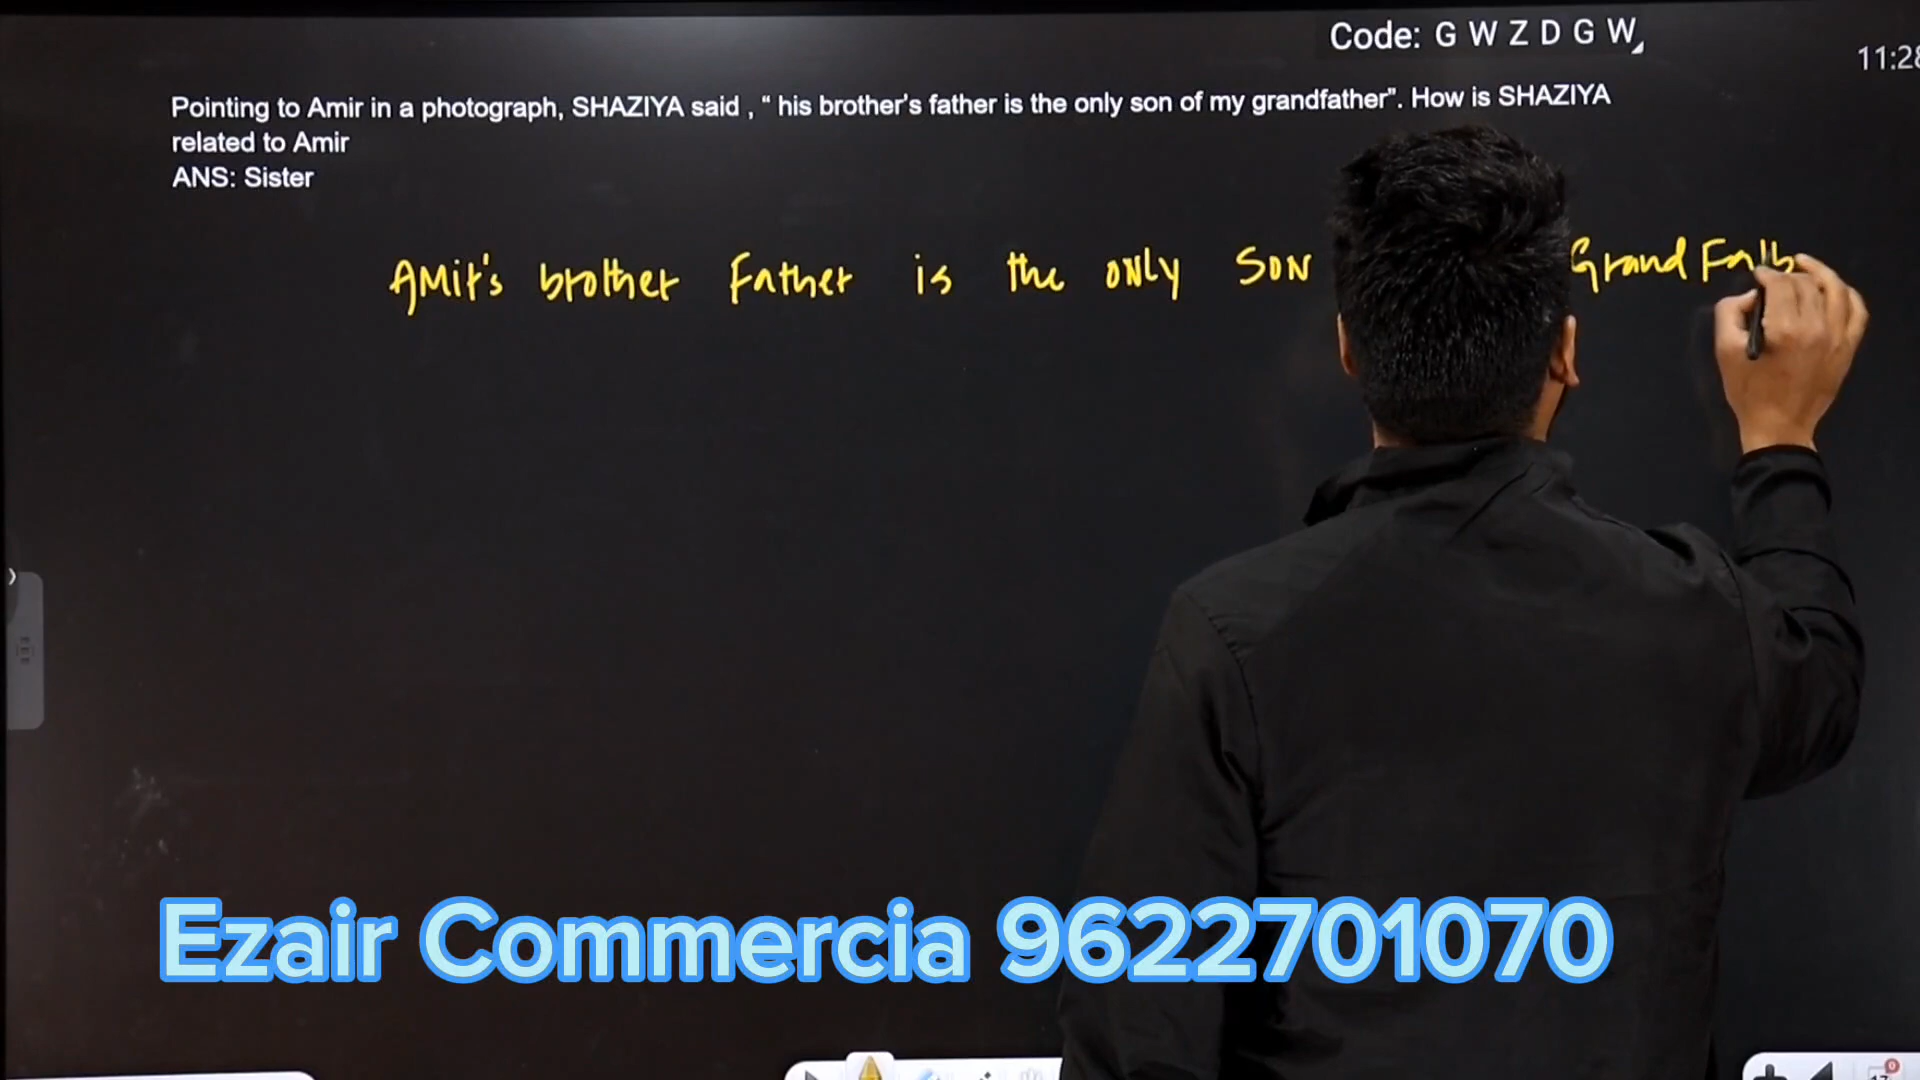 Code: G W Z D G W
11:28
Pointing to Amir in a photograph, SHAZIYA said , “ his brother’s father is the only son of my grandfather”. How is SHAZIYA
related to Amir
ANS: Sister
AMir's brother Father is the only SON Grand Fath
Ezair Commercia 9622701070